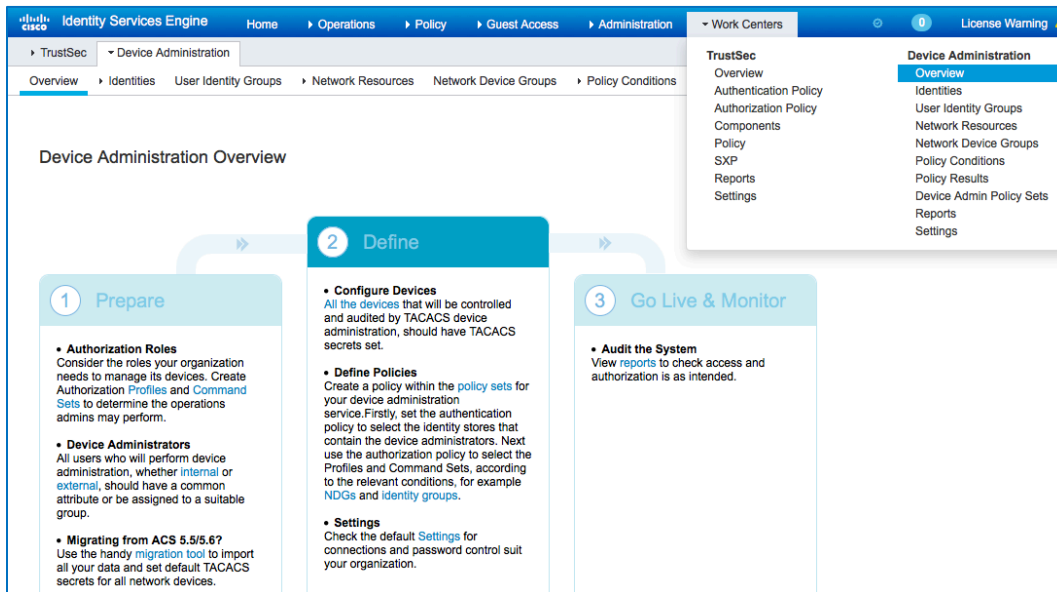 cisco Identity Services Engine Home Operations Policy Guest Access Administration Work Centers 0 License Warning
TrustSec Device Administration
Overview Identities User Identity Groups Network Resources Network Device Groups Policy Conditions
TrustSec
Overview
Authentication Policy
Authorization Policy
Components
Policy
SXP
Reports
Settings
Device Administration
Overview
Identities
User Identity Groups
Network Resources
Network Device Groups
Policy Conditions
Policy Results
Device Admin Policy Sets
Reports
Settings
Device Administration Overview
1 Prepare
• Authorization Roles
Consider the roles your organization
needs to manage its devices. Create
Authorization Profiles and Command
Sets to determine the operations
admins may perform.
• Device Administrators
All users who will perform device
administration, whether internal or
external, should have a common
attribute or be assigned to a suitable
group.
• Migrating from ACS 5.5/5.6?
Use the handy migration tool to import
all your data and set default TACACS
secrets for all network devices.
2 Define
• Configure Devices
All the devices that will be controlled
and audited by TACACS device
administration, should have TACACS
secrets set.
• Define Policies
Create a policy within the policy sets for
your device administration
service.Firstly, set the authentication
policy to select the identity stores that
contain the device administrators. Next
use the authorization policy to select the
Profiles and Command Sets, according
to the relevant conditions, for example
NDGs and identity groups.
• Settings
Check the default Settings for
connections and password control suit
your organization.
3 Go Live & Monitor
• Audit the System
View reports to check access and
authorization is as intended.